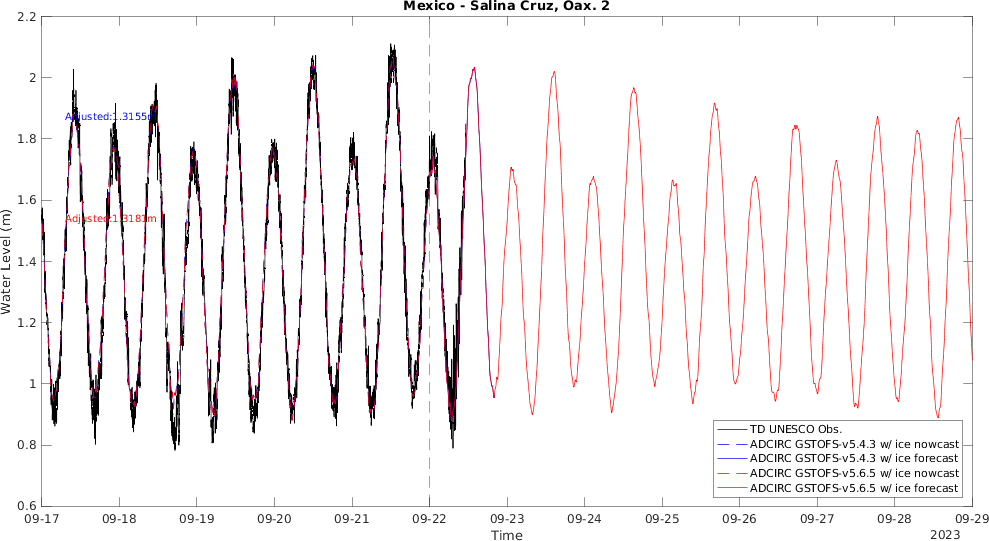 Mexico - Salina Cruz, Oax. 2
2.2
2
1.8
1.6
1.4
1.2
1
0.8
0.6
Water Level (m)
Adjusted:1.3155m
Adjusted:1.3181m
TD UNESCO Obs.
ADCIRC GSTOFS-v5.4.3 w/ ice nowcast
ADCIRC GSTOFS-v5.4.3 w/ ice forecast
ADCIRC GSTOFS-v5.6.5 w/ ice nowcast
ADCIRC GSTOFS-v5.6.5 w/ ice forecast
09-17 09-18 09-19 09-20 09-21 09-22 09-23 09-24 09-25 09-26 09-27 09-28 09-29
Time
2023